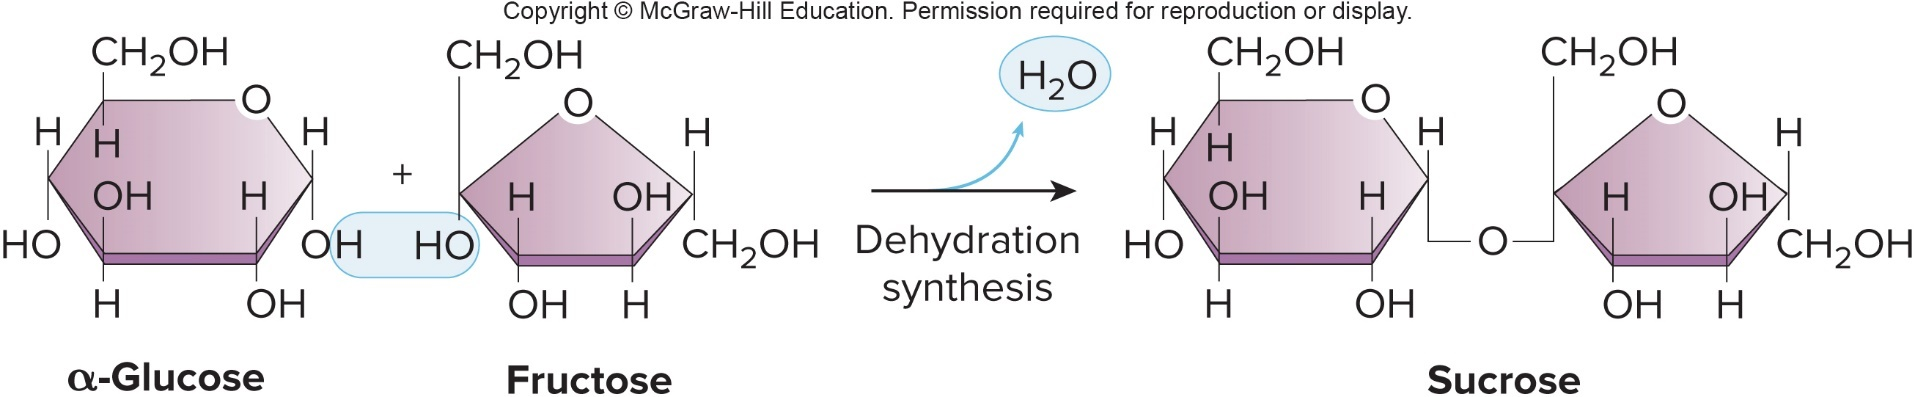 Copyright © McGraw-Hill Education. Permission required for reproduction or display.
CH₂OH CH₂OH H₂O CH₂OH CH₂OH
O O O O
H H H H H H
H + H
OH H H OH OH H H OH
HO OH HO CH₂OH Dehydration HO O CH₂OH
synthesis
H OH OH H H OH OH H
α-Glucose Fructose Sucrose